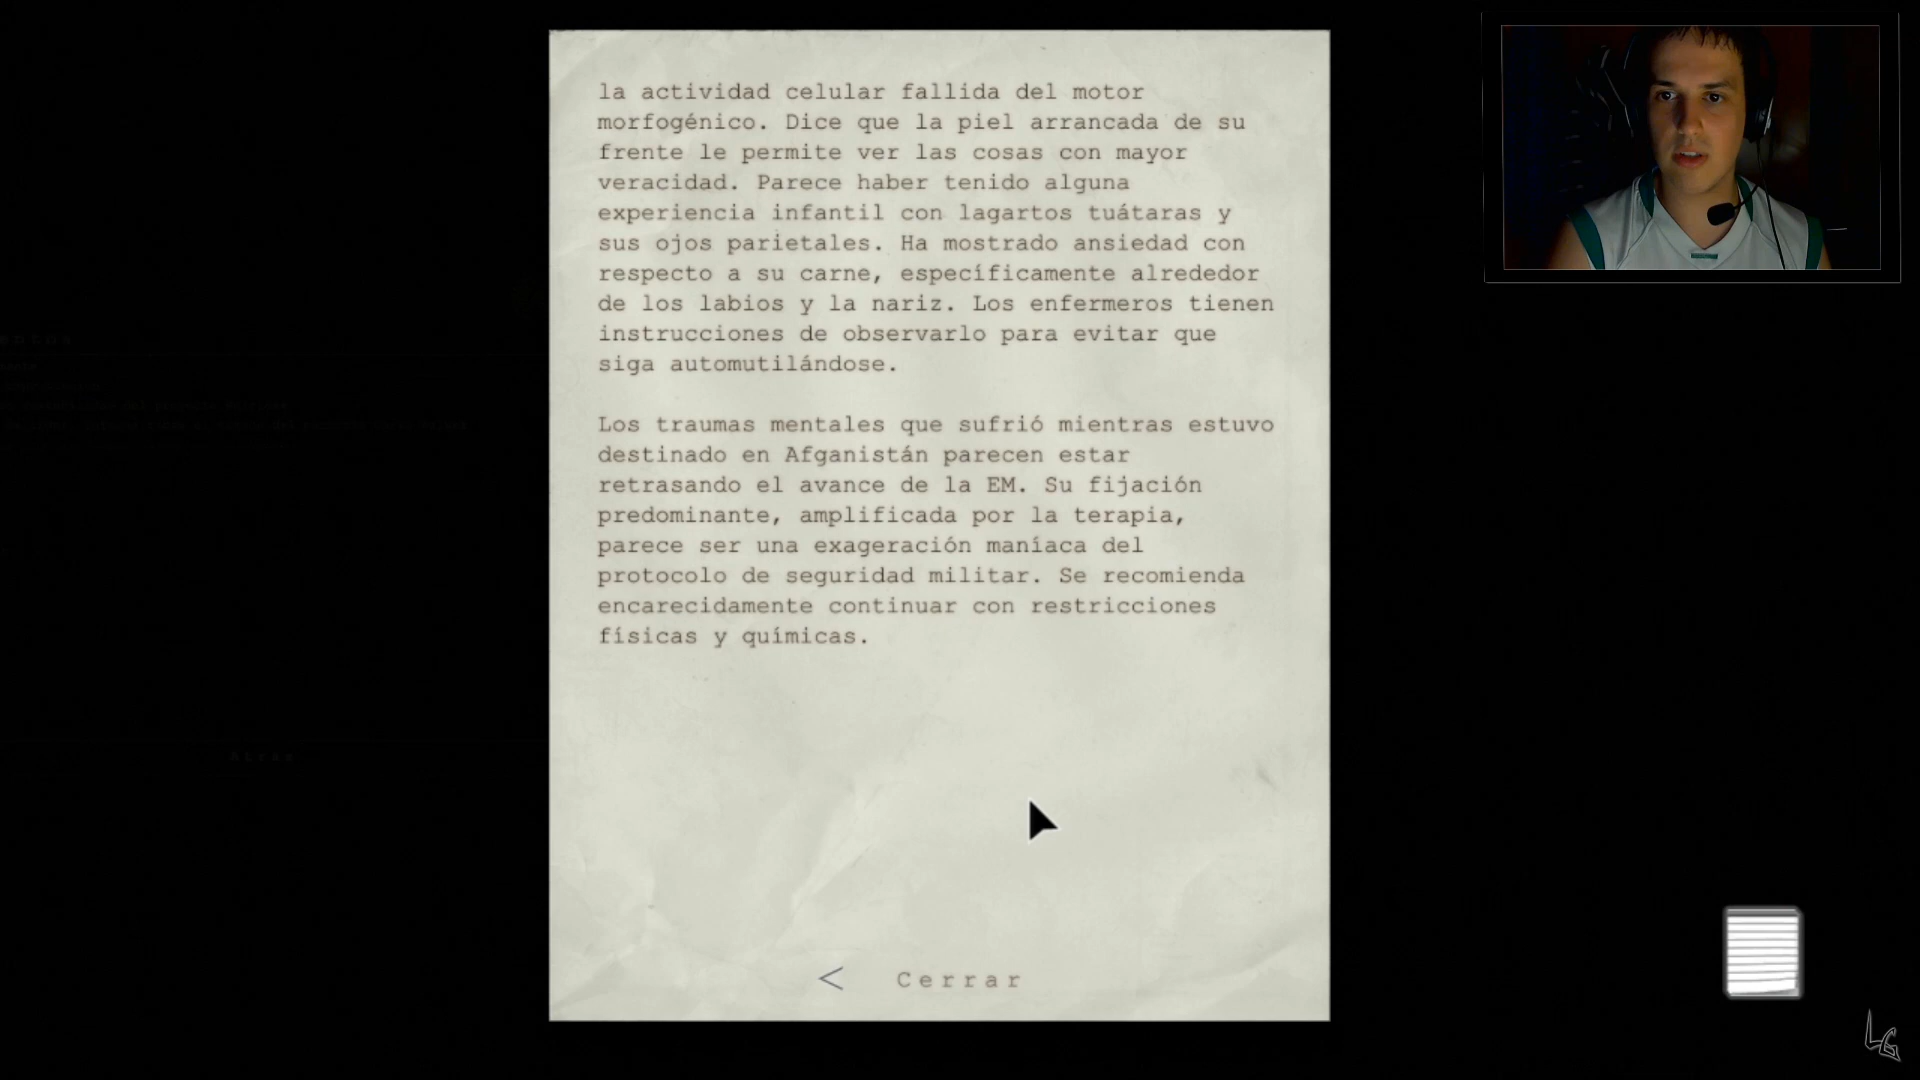 la actividad celular fallida del motor
morfogénico. Dice que la piel arrancada de su
frente le permite ver las cosas con mayor
veracidad. Parece haber tenido alguna
experiencia infantil con lagartos tuátaras y
sus ojos parietales. Ha mostrado ansiedad con
respecto a su carne, específicamente alrededor
de los labios y la nariz. Los enfermeros tienen
instrucciones de observarlo para evitar que
siga automutilándose.
Los traumas mentales que sufrió mientras estuvo
destinado en Afganistán parecen estar
retrasando el avance de la EM. Su fijación
predominante, amplificada por la terapia,
parece ser una exageración maníaca del
protocolo de seguridad militar. Se recomienda
encarecidamente continuar con restricciones
físicas y químicas.
Atrás
< Cerrar
LG